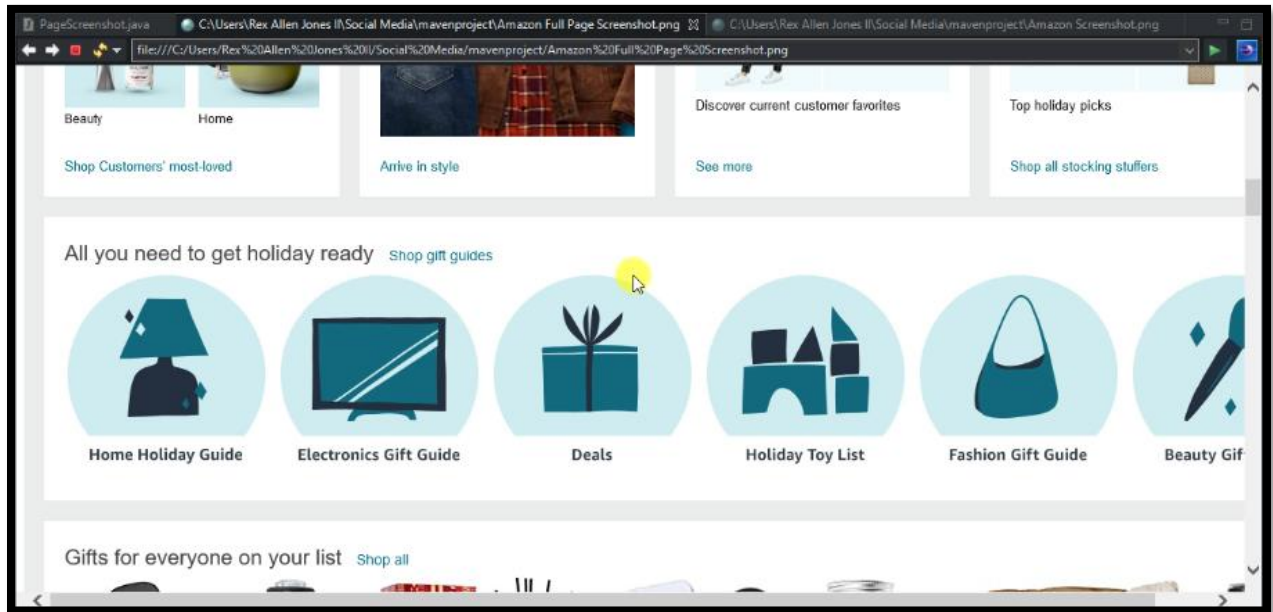 PageScreenshot.java C:\Users\Rex Allen Jones II\Social Media\mavenproject\Amazon Full Page Screenshot.png C:\Users\Rex Allen Jones II\Social Media\mavenproject\Amazon Screenshot.png
file:///C:/Users/Rex%20Allen%20Jones%20II/Social%20Media/mavenproject/Amazon%20Full%20Page%20Screenshot.png
Beauty Home Discover current customer favorites Top holiday picks
Shop Customers' most-loved Arrive in style See more Shop all stocking stuffers
All you need to get holiday ready Shop gift guides
Home Holiday Guide Electronics Gift Guide Deals Holiday Toy List Fashion Gift Guide Beauty Gif
Gifts for everyone on your list Shop all